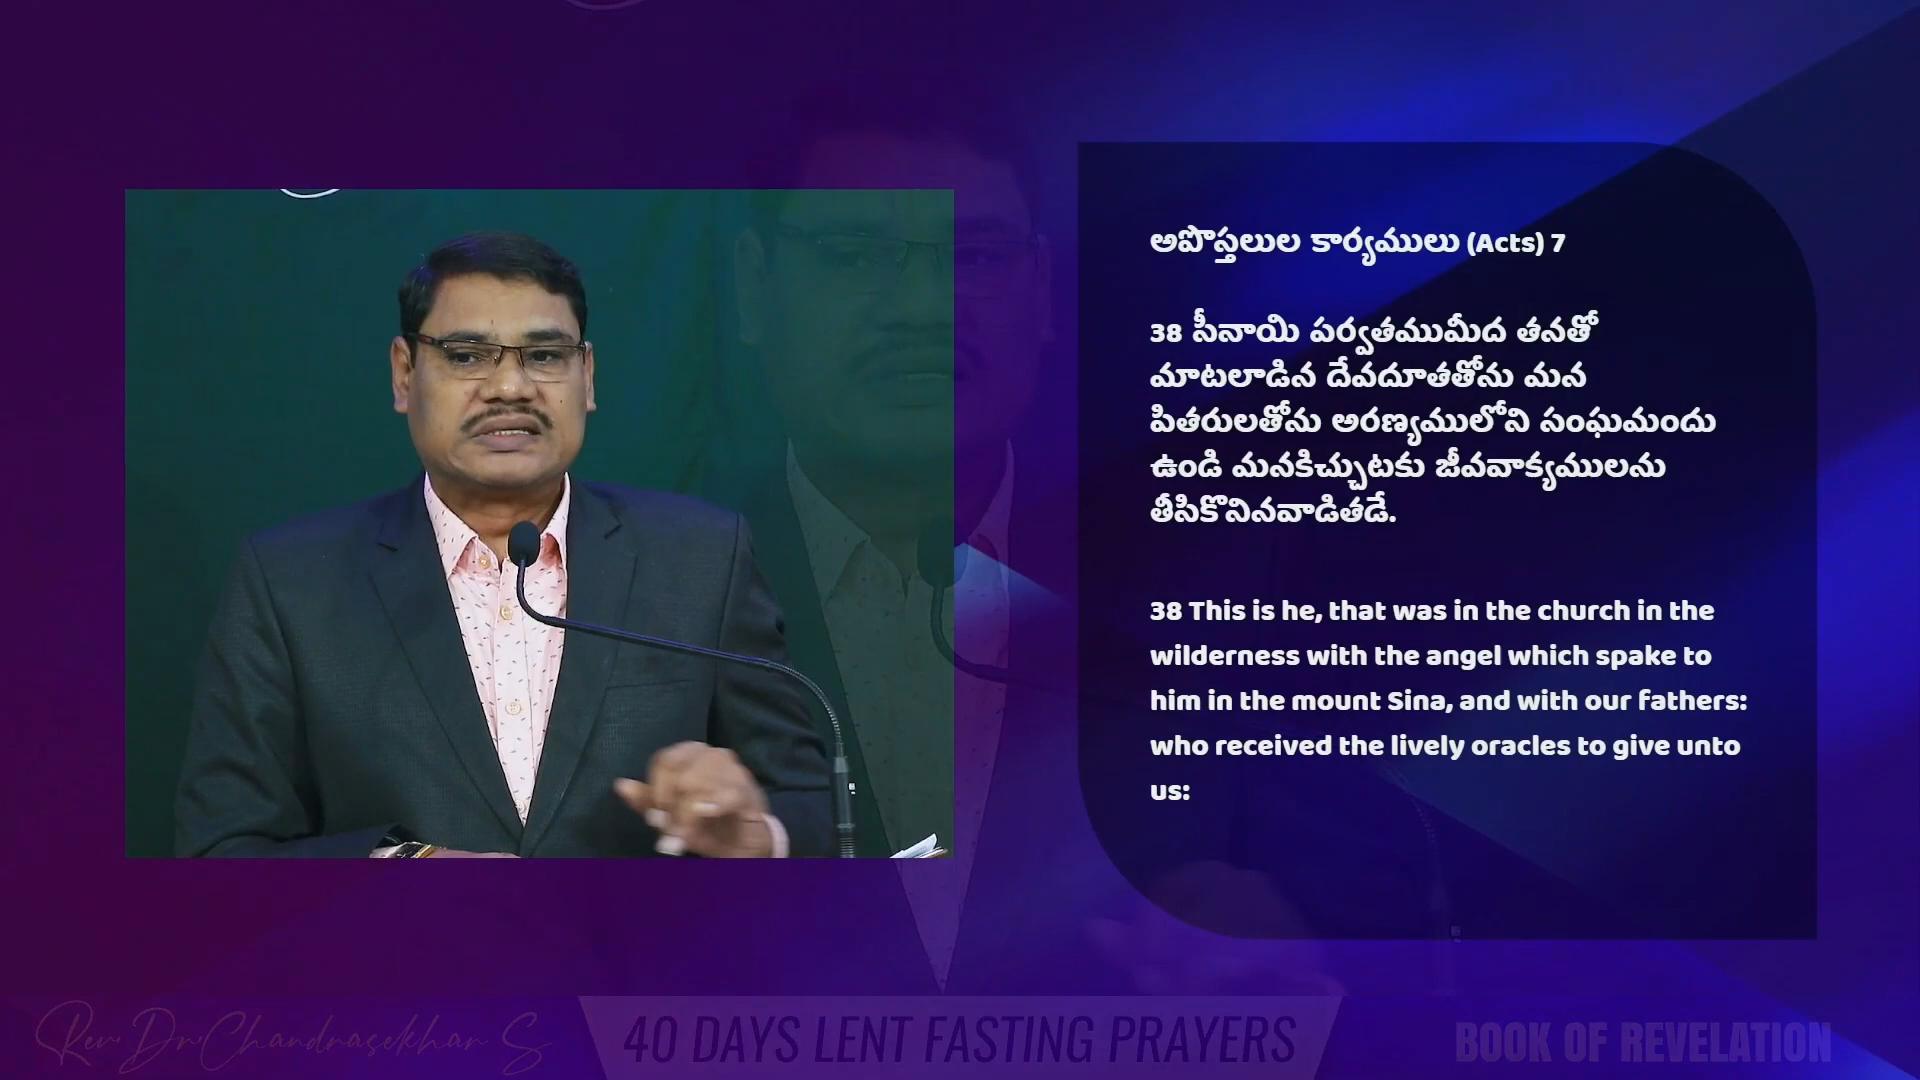 అపొస్తలుల కార్యములు (Acts) 7
38 సీనాయి పర్వతముమీద తనతో
మాటలాడిన దేవదూతతోను మన
పితరులతోను అరణ్యములోని సంఘమందు
ఉండి మనకిచ్చుటకు జీవవాక్యములను
తీసికొనినవాడితడే.
38 This is he, that was in the church in the
wilderness with the angel which spake to
him in the mount Sina, and with our fathers:
who received the lively oracles to give unto
us:
Rev. Dr. Chandrasekhar S
40 DAYS LENT FASTING PRAYERS
BOOK OF REVELATION